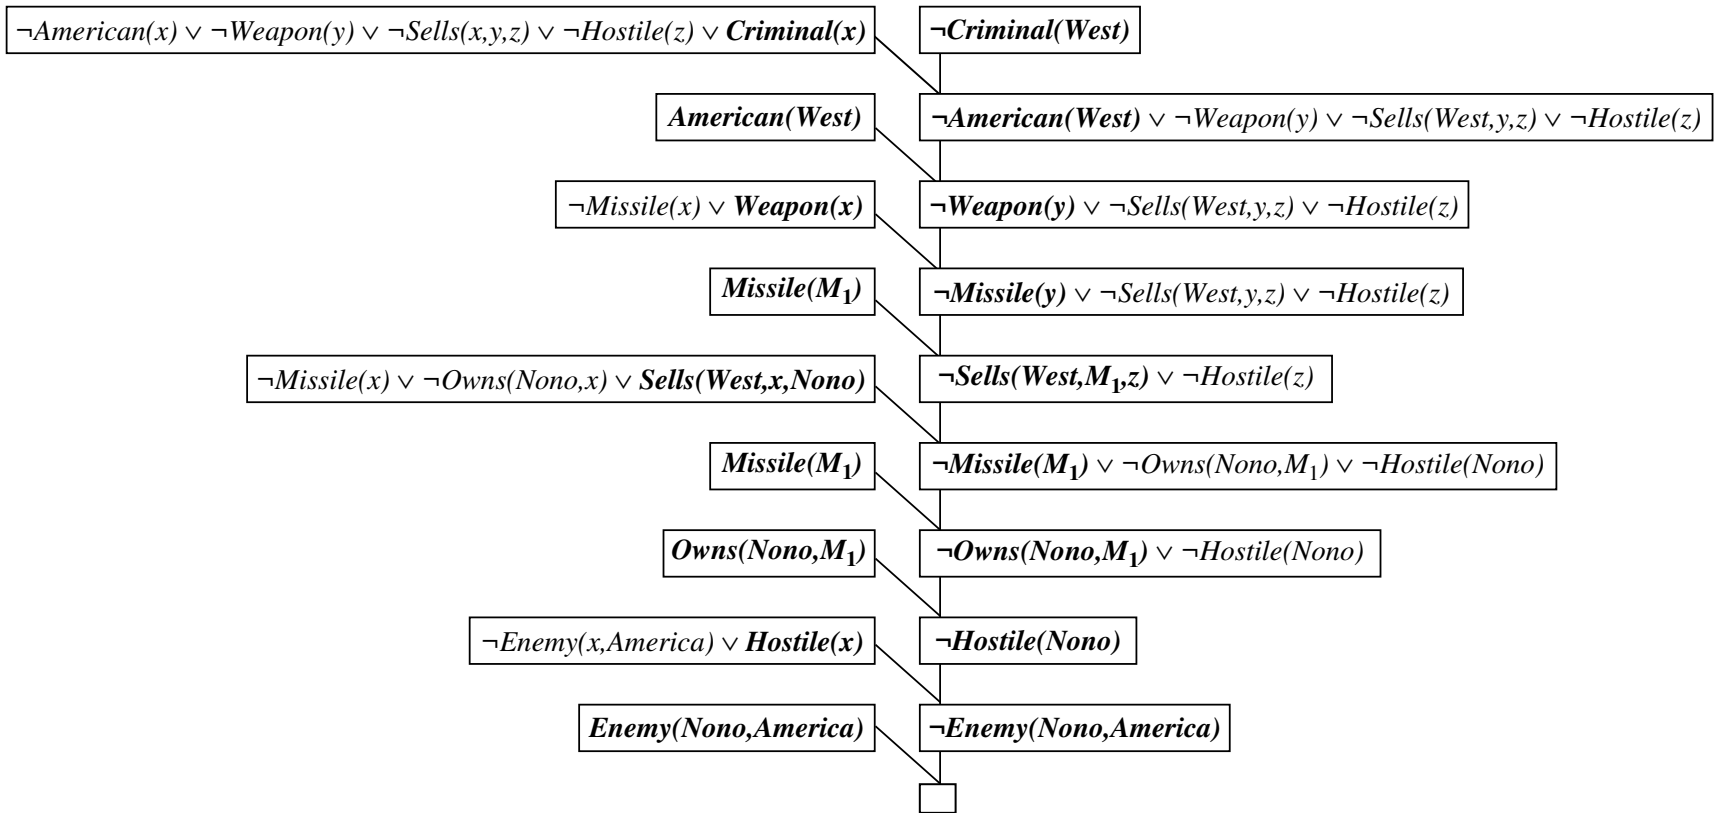 ¬American(x) ∨ ¬Weapon(y) ∨ ¬Sells(x,y,z) ∨ ¬Hostile(z) ∨ Criminal(x)
¬Criminal(West)
American(West)
¬American(West) ∨ ¬Weapon(y) ∨ ¬Sells(West,y,z) ∨ ¬Hostile(z)
¬Missile(x) ∨ Weapon(x)
¬Weapon(y) ∨ ¬Sells(West,y,z) ∨ ¬Hostile(z)
Missile(M₁)
¬Missile(y) ∨ ¬Sells(West,y,z) ∨ ¬Hostile(z)
¬Missile(x) ∨ ¬Owns(Nono,x) ∨ Sells(West,x,Nono)
¬Sells(West,M₁,z) ∨ ¬Hostile(z)
Missile(M₁)
¬Missile(M₁) ∨ ¬Owns(Nono,M₁) ∨ ¬Hostile(Nono)
Owns(Nono,M₁)
¬Owns(Nono,M₁) ∨ ¬Hostile(Nono)
¬Enemy(x,America) ∨ Hostile(x)
¬Hostile(Nono)
Enemy(Nono,America)
¬Enemy(Nono,America)